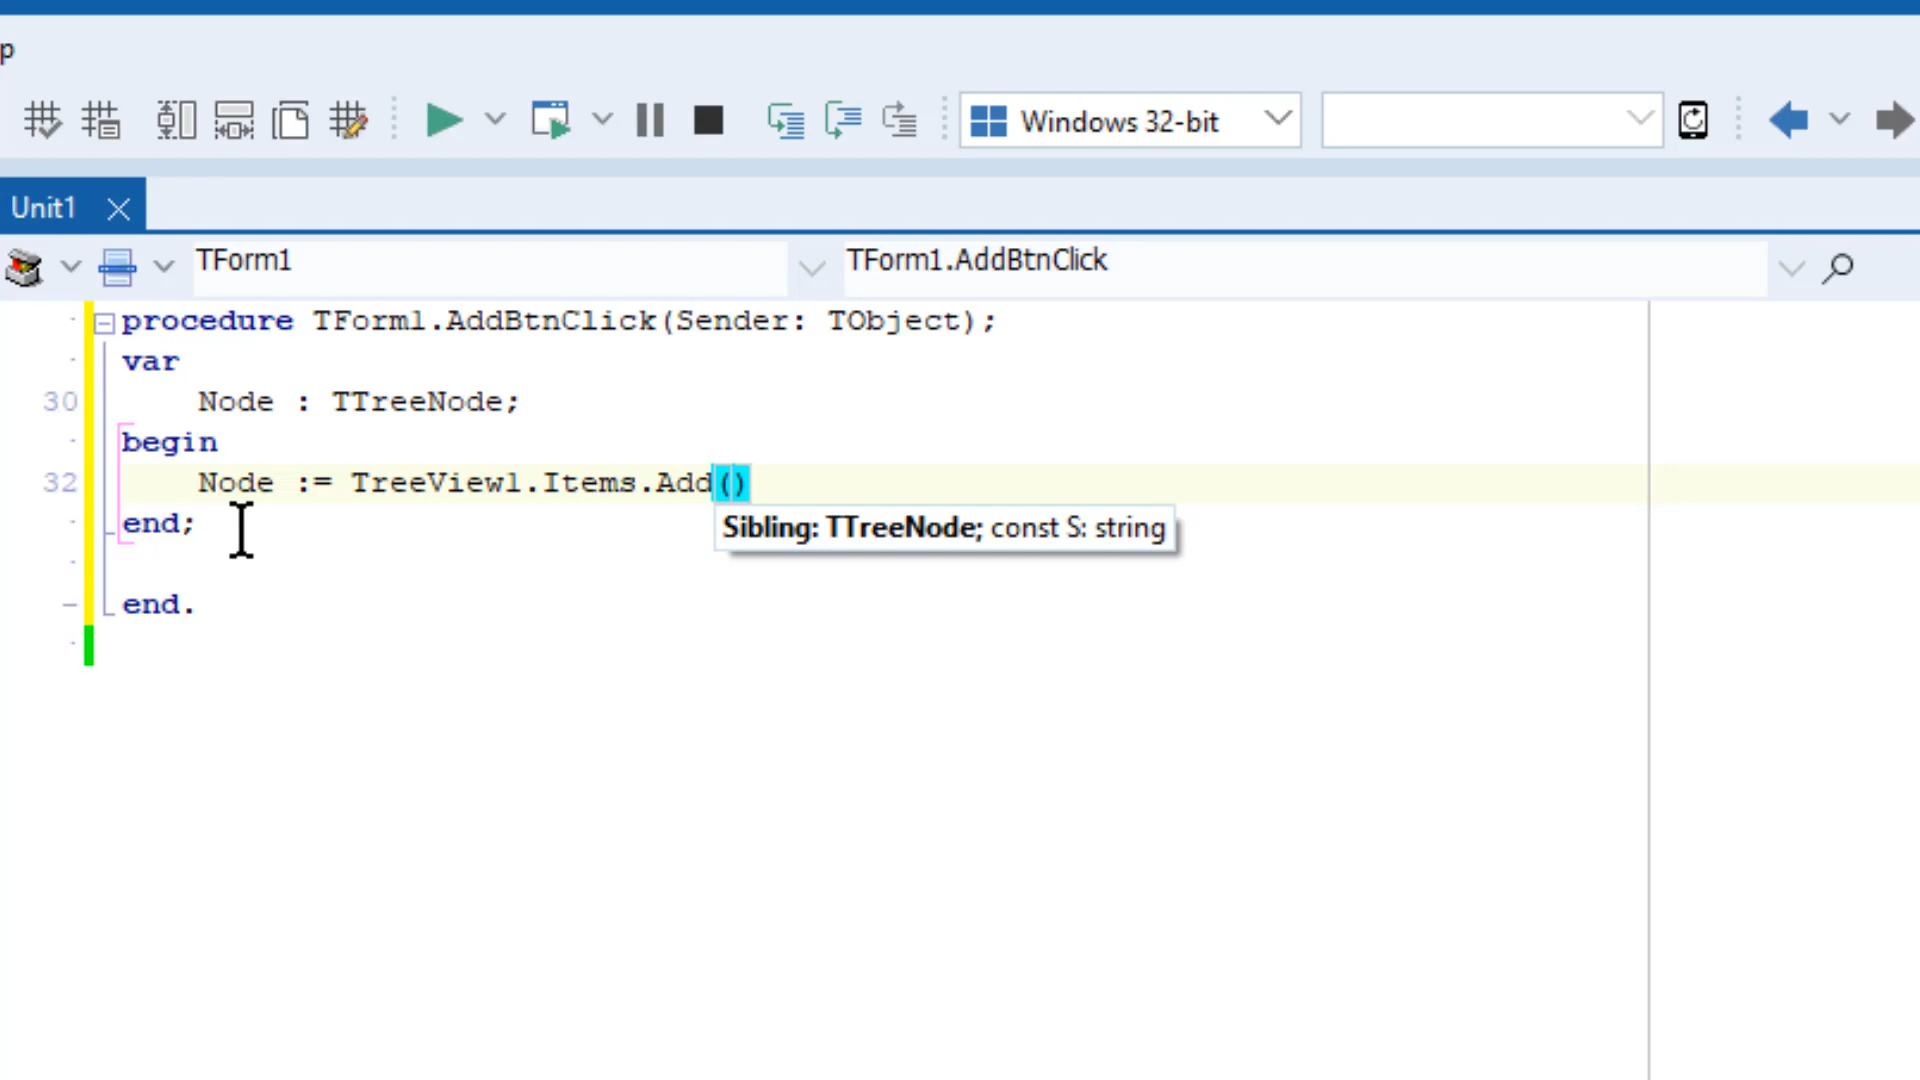 p
Windows 32-bit
Unit1
TForm1
TForm1.AddBtnClick
procedure TForm1.AddBtnClick(Sender: TObject);
var
30 Node : TTreeNode;
begin
32 Node := TreeView1.Items.Add()
Sibling: TTreeNode; const S: string
end;
end.